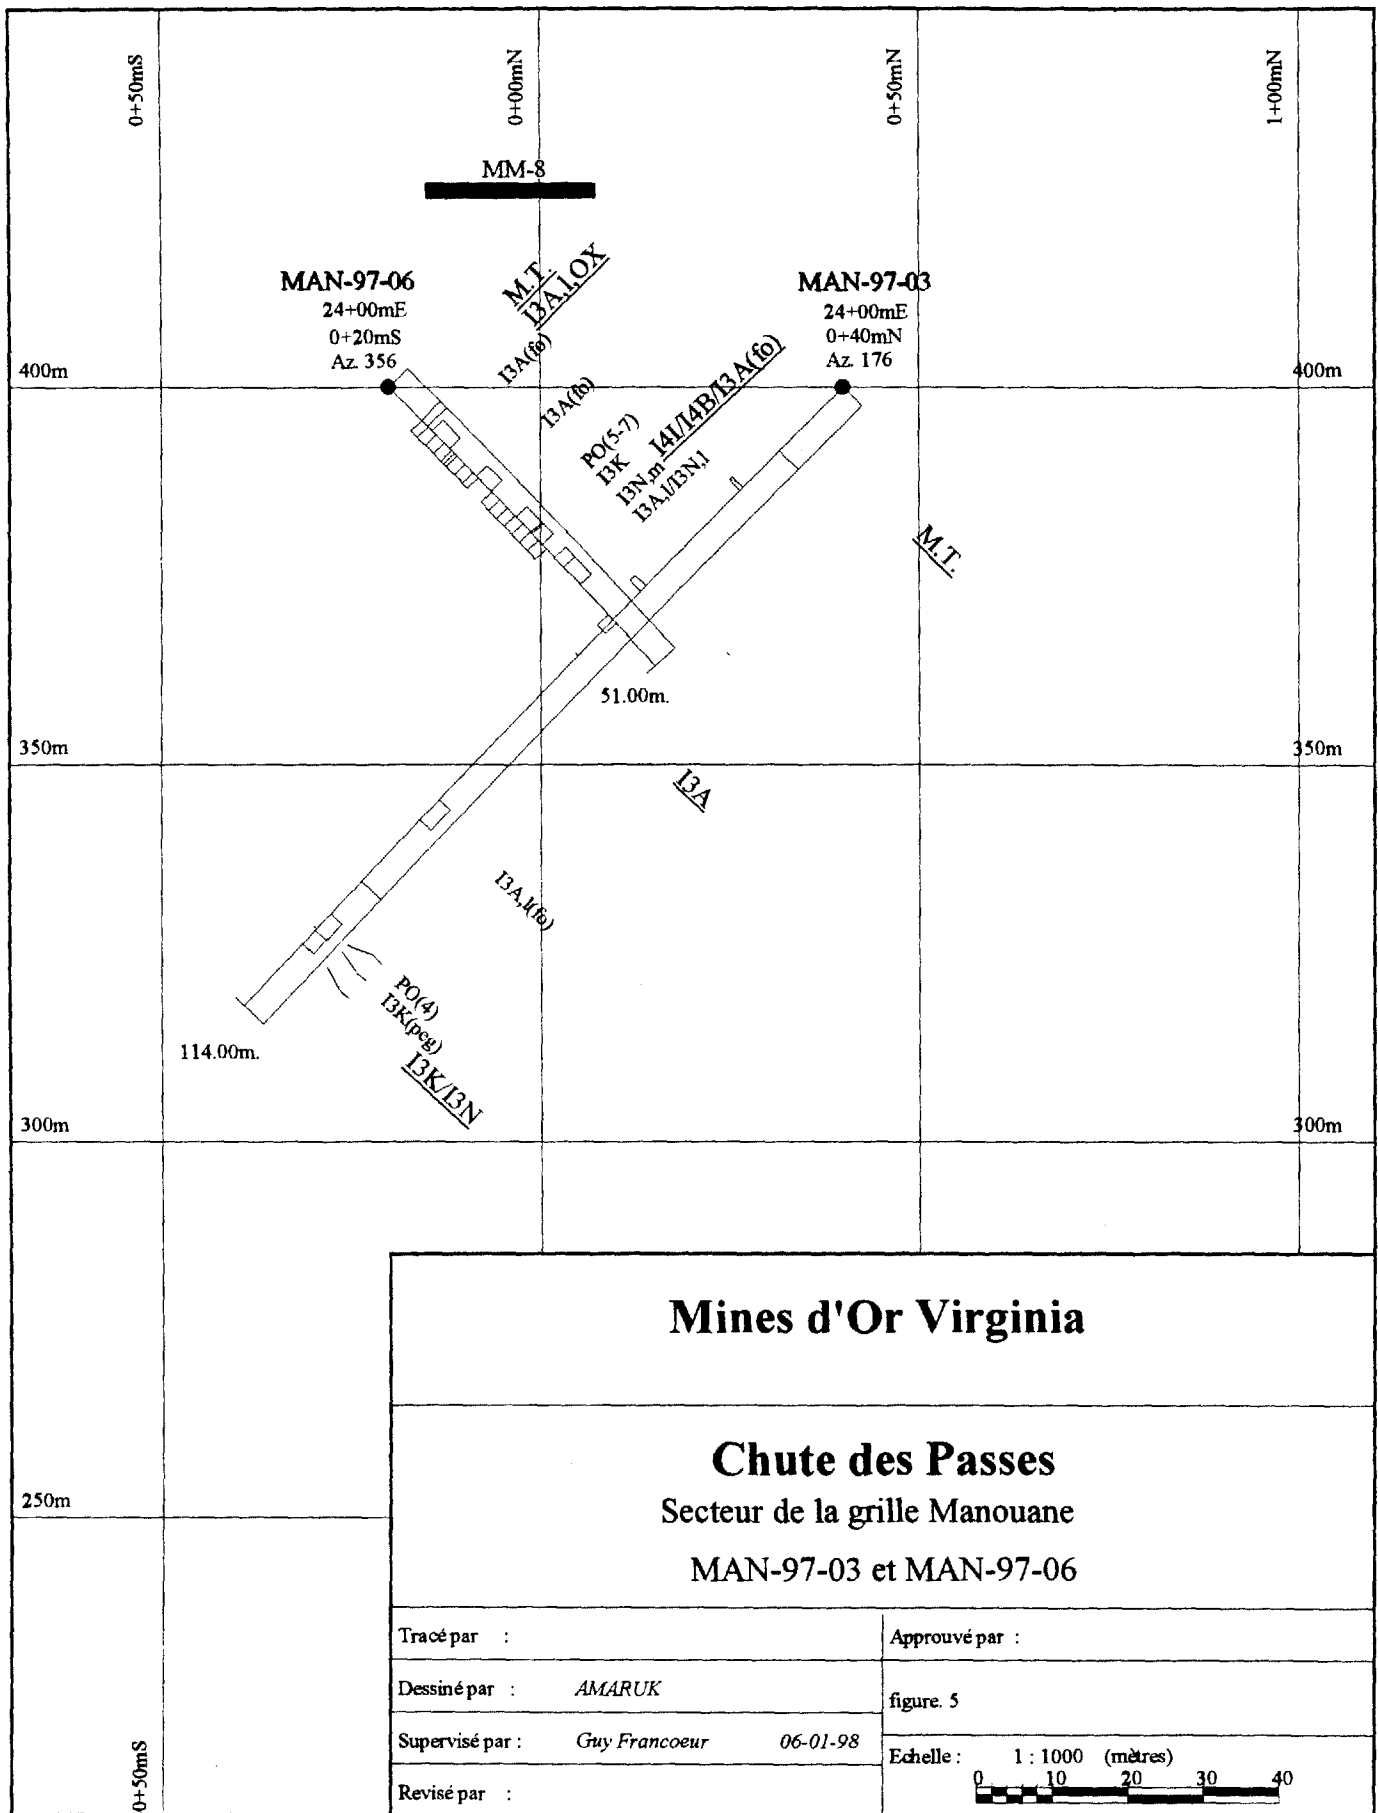 0+50mS
0+00mN
0+50mN
1+00mN
MM-8
MAN-97-06
24+00mE
0+20mS
Az. 356
M.T.
I3A,1,OX
MAN-97-03
24+00mE
0+40mN
Az. 176
I3A(fo)
I3A(fo)
400m
400m
PO(5-7)
I3K
I3N,m
I4I/I4B/I3A(fo)
I3A,1/I3N,1
M.T.
51.00m.
350m
350m
I3A
I3A,1(fo)
PO(4)
I3K(peg)
I3K/I3N
114.00m.
300m
300m
250m
Mines d'Or Virginia
Chute des Passes
Secteur de la grille Manouane
MAN-97-03 et MAN-97-06
Tracé par :
Approuvé par :
Dessiné par : AMARUK
figure. 5
Supervisé par : Guy Francoeur 06-01-98
Echelle : 1 : 1000 (mètres)
0 10 20 30 40
Revisé par :
0+50mS